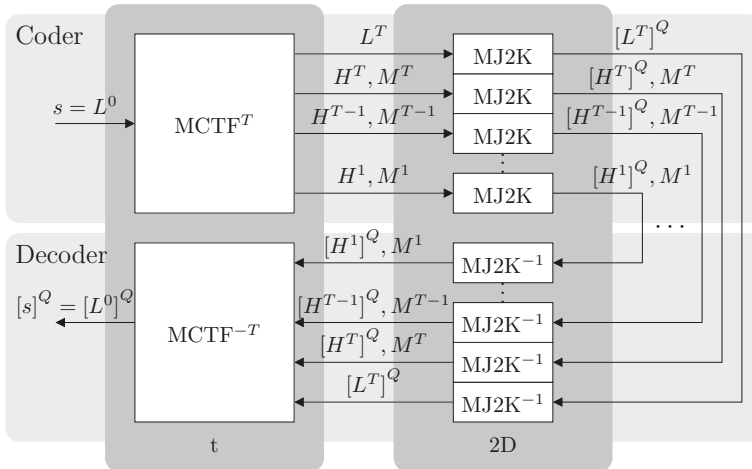 Coder
s = L^0
MCTF^T
L^T
H^T, M^T
H^{T-1}, M^{T-1}
H^1, M^1
MJ2K
MJ2K
MJ2K
MJ2K
[L^T]^Q
[H^T]^Q, M^T
[H^{T-1}]^Q, M^{T-1}
[H^1]^Q, M^1
...
Decoder
[s]^Q = [L^0]^Q
MCTF^{-T}
[H^1]^Q, M^1
[H^{T-1}]^Q, M^{T-1}
[H^T]^Q, M^T
[L^T]^Q
MJ2K^{-1}
MJ2K^{-1}
MJ2K^{-1}
MJ2K^{-1}
t
2D